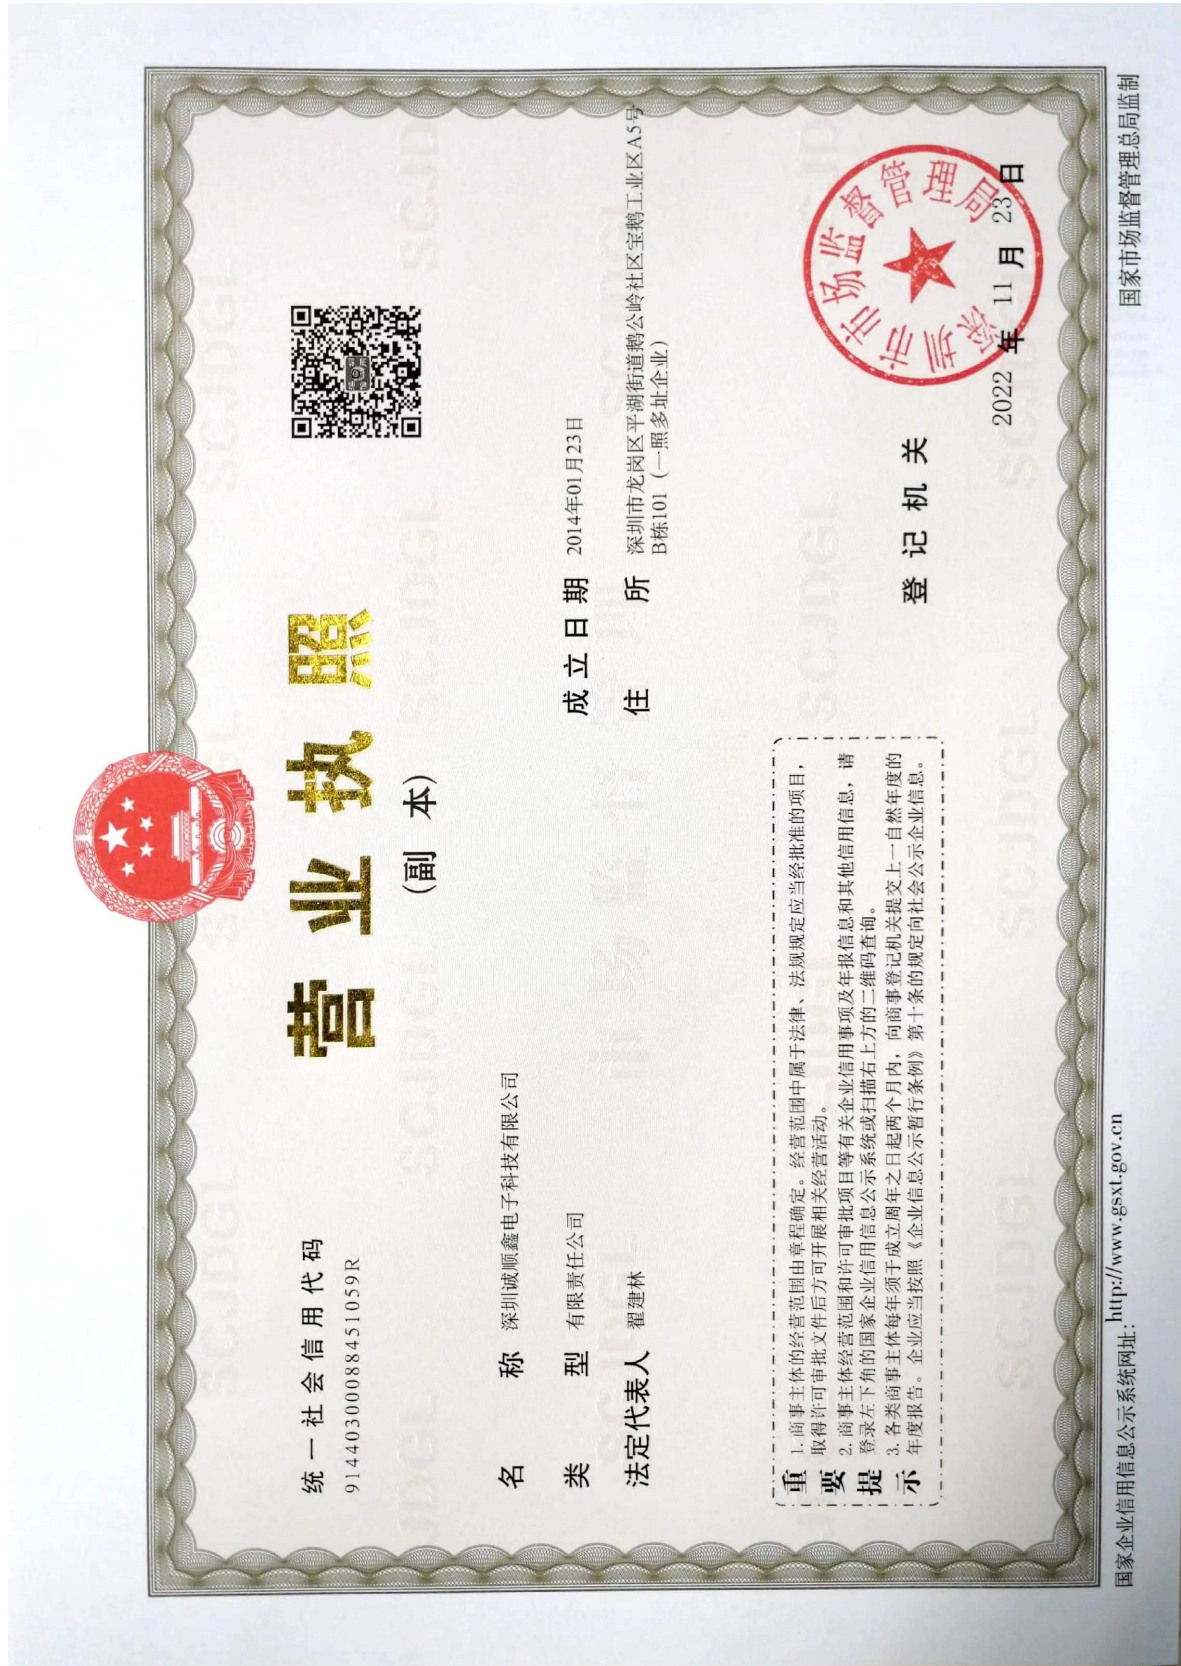 营业执照
(副 本)
统一社会信用代码
91440300088451059R
名 称 深圳诚顺鑫电子科技有限公司
类 型 有限责任公司
法定代表人 翟建林
成立日期 2014年01月23日
住 所 深圳市龙岗区平湖街道鹅公岭社区宝鹅工业区A5号
B栋101（一照多址企业）
重要提示
1. 商事主体的经营范围由章程确定。经营范围中属于法律、法规规定应当经批准的项目，
取得许可审批文件后方可开展相关经营活动。
2. 商事主体经营范围和许可审批项目等有关企业信用事项及年报信息和其他信用信息，请
登录左下角的国家企业信用信息公示系统或扫描右上方的二维码查询。
3. 各类商事主体每年须于成立周年之日起两个月内，向商事登记机关提交上一自然年度的
年度报告。企业应当按照《企业信息公示暂行条例》第十条的规定向社会公示企业信息。
登记机关
深圳市市场监督管理局
2022 年 11 月 23 日
国家企业信用信息公示系统网址：http://www.gsxt.gov.cn
国家市场监督管理总局监制
SCJDGL